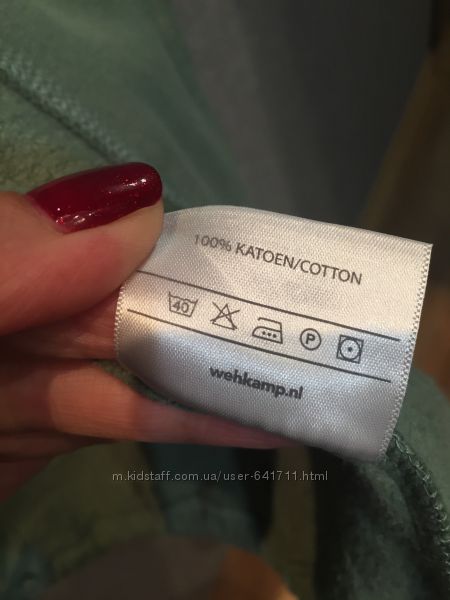 100% KATOEN/COTTON
40 P
wehkamp.nl
m.kidstaff.com.ua/user-641711.html